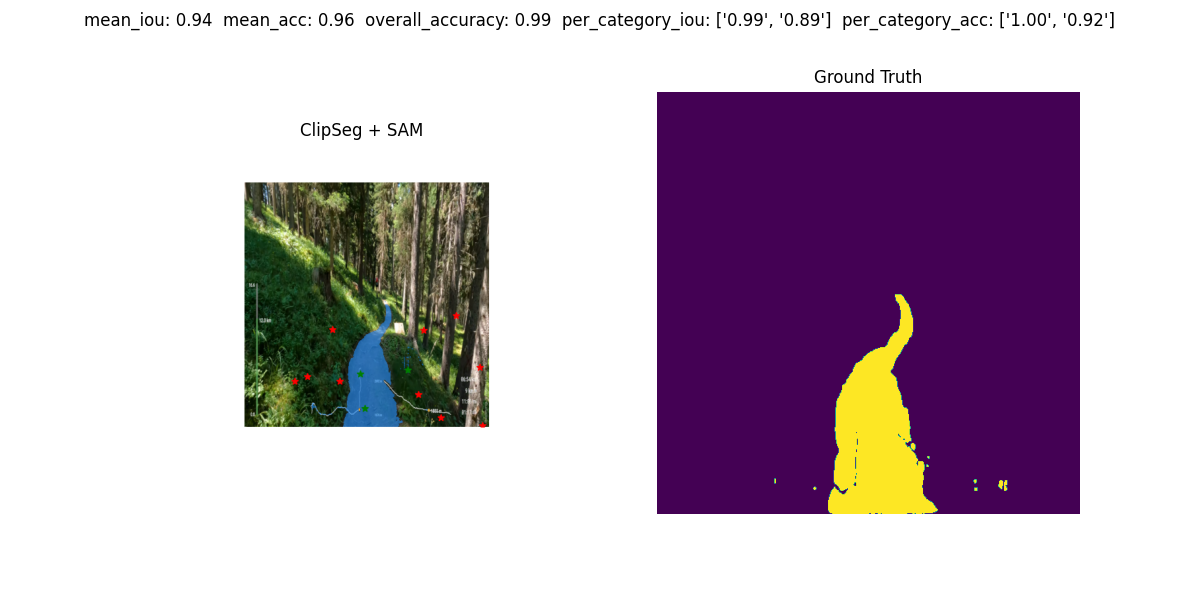 mean_iou: 0.94  mean_acc: 0.96  overall_accuracy: 0.99  per_category_iou: ['0.99', '0.89']  per_category_acc: ['1.00', '0.92']
Ground Truth
ClipSeg + SAM